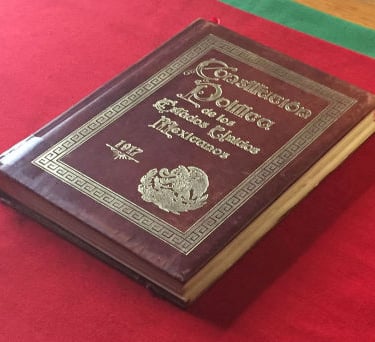 Constitución
Política
de los
Estados Unidos
Mexicanos
1917